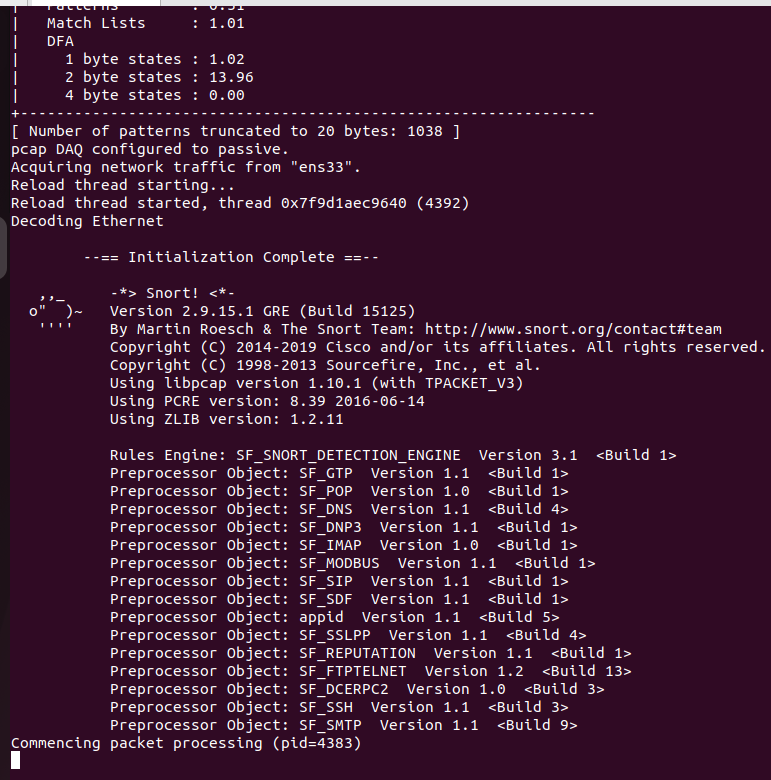 |   Patterns        : 0.51
|   Match Lists     : 1.01
|   DFA
|     1 byte states : 1.02
|     2 byte states : 13.96
|     4 byte states : 0.00
+----------------------------------------------------------------
[ Number of patterns truncated to 20 bytes: 1038 ]
pcap DAQ configured to passive.
Acquiring network traffic from "ens33".
Reload thread starting...
Reload thread started, thread 0x7f9d1aec9640 (4392)
Decoding Ethernet
        --== Initialization Complete ==--
   ,,_     -*> Snort! <*-
  o"  )~   Version 2.9.15.1 GRE (Build 15125)
   ''''    By Martin Roesch & The Snort Team: http://www.snort.org/contact#team
           Copyright (C) 2014-2019 Cisco and/or its affiliates. All rights reserved.
           Copyright (C) 1998-2013 Sourcefire, Inc., et al.
           Using libpcap version 1.10.1 (with TPACKET_V3)
           Using PCRE version: 8.39 2016-06-14
           Using ZLIB version: 1.2.11
           Rules Engine: SF_SNORT_DETECTION_ENGINE  Version 3.1  <Build 1>
           Preprocessor Object: SF_GTP  Version 1.1  <Build 1>
           Preprocessor Object: SF_POP  Version 1.0  <Build 1>
           Preprocessor Object: SF_DNS  Version 1.1  <Build 4>
           Preprocessor Object: SF_DNP3  Version 1.1  <Build 1>
           Preprocessor Object: SF_IMAP  Version 1.0  <Build 1>
           Preprocessor Object: SF_MODBUS  Version 1.1  <Build 1>
           Preprocessor Object: SF_SIP  Version 1.1  <Build 1>
           Preprocessor Object: SF_SDF  Version 1.1  <Build 1>
           Preprocessor Object: appid  Version 1.1  <Build 5>
           Preprocessor Object: SF_SSLPP  Version 1.1  <Build 4>
           Preprocessor Object: SF_REPUTATION  Version 1.1  <Build 1>
           Preprocessor Object: SF_FTPTELNET  Version 1.2  <Build 13>
           Preprocessor Object: SF_DCERPC2  Version 1.0  <Build 3>
           Preprocessor Object: SF_SSH  Version 1.1  <Build 3>
           Preprocessor Object: SF_SMTP  Version 1.1  <Build 9>
Commencing packet processing (pid=4383)